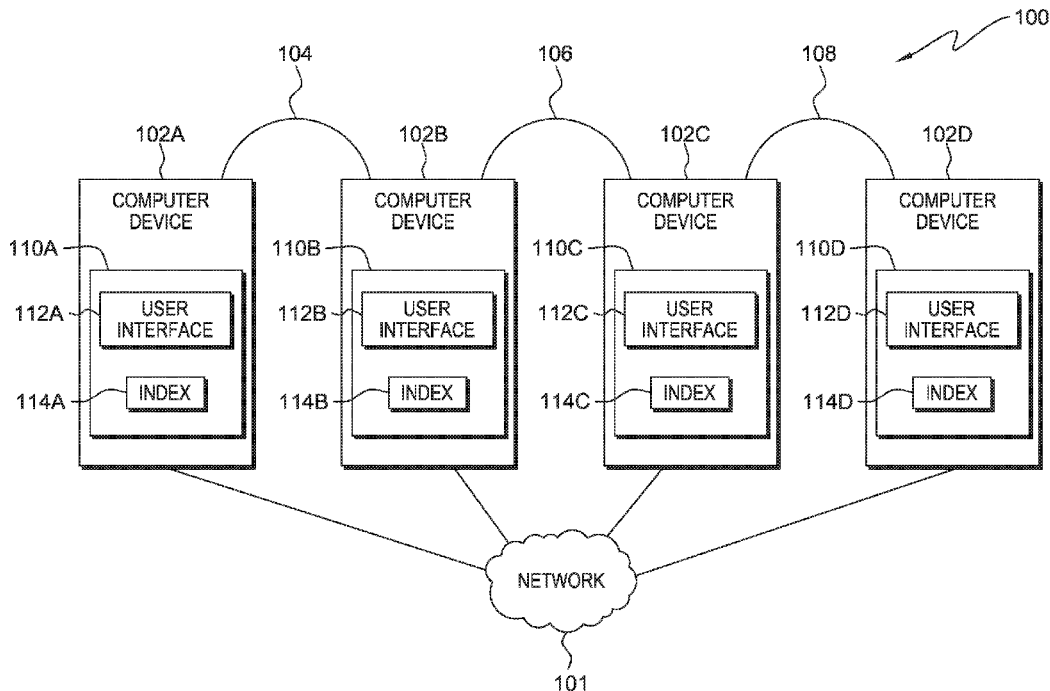 100
104
106
108
102A
102B
102C
102D
COMPUTER
DEVICE
COMPUTER
DEVICE
COMPUTER
DEVICE
COMPUTER
DEVICE
110A
110B
110C
110D
112A
USER
INTERFACE
112B
USER
INTERFACE
112C
USER
INTERFACE
112D
USER
INTERFACE
114A
INDEX
114B
INDEX
114C
INDEX
114D
INDEX
NETWORK
101